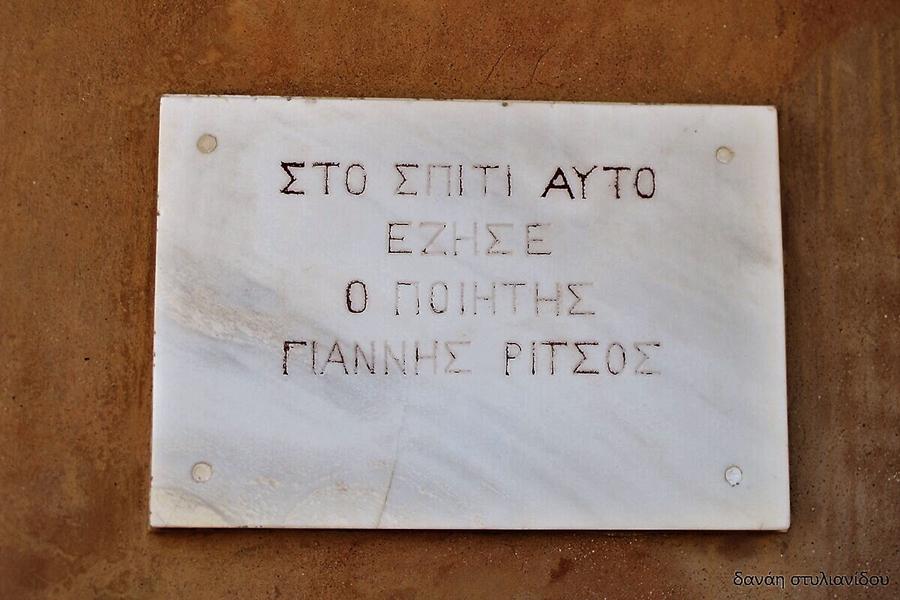 ΣΤΟ ΣΠΙΤΙ ΑΥΤΟ
ΕΖΗΣΕ
Ο ΠΟΙΗΤΗΣ
ΓΙΑΝΝΗΣ ΡΙΤΣΟΣ
δανάη στυλιανίδου